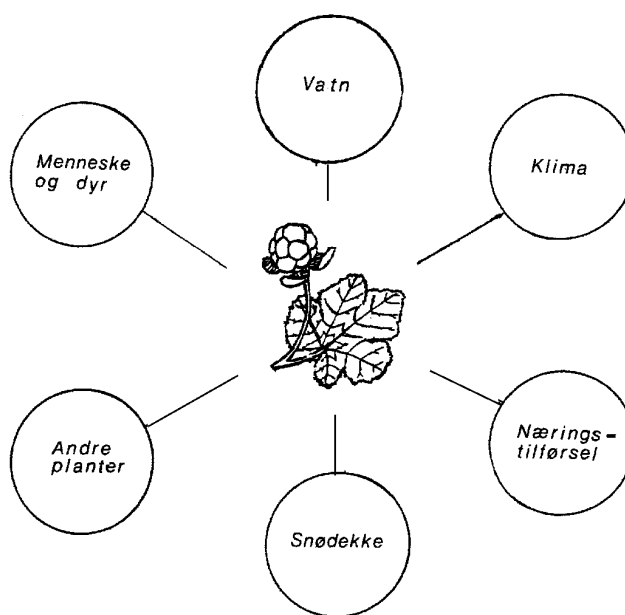 Vatn
Menneske
og dyr
Klima
Andre
planter
Nærings-
tilførsel
Snødekke